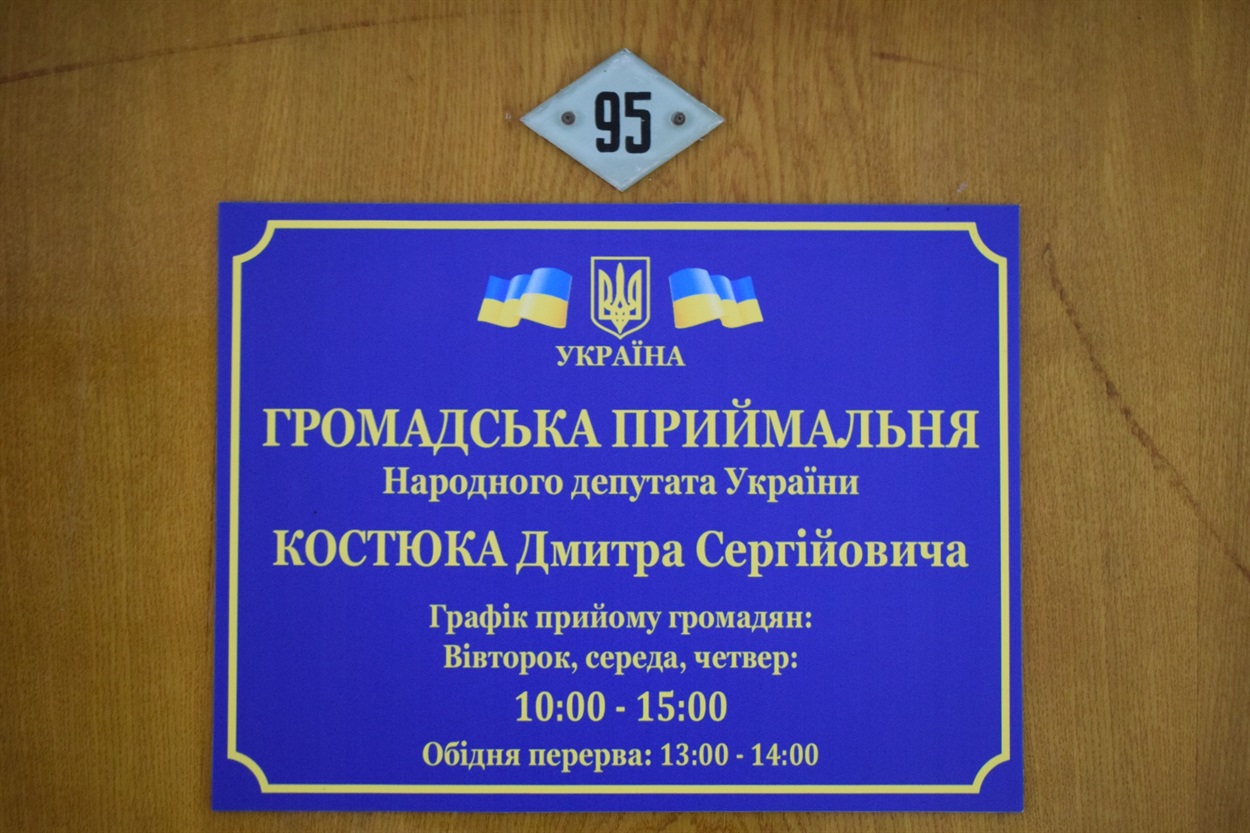 95
УКРАЇНА
ГРОМАДСЬКА ПРИЙМАЛЬНЯ
Народного депутата України
КОСТЮКА Дмитра Сергійовича
Графік прийому громадян:
Вівторок, середа, четвер:
10:00 - 15:00
Обідня перерва: 13:00 - 14:00